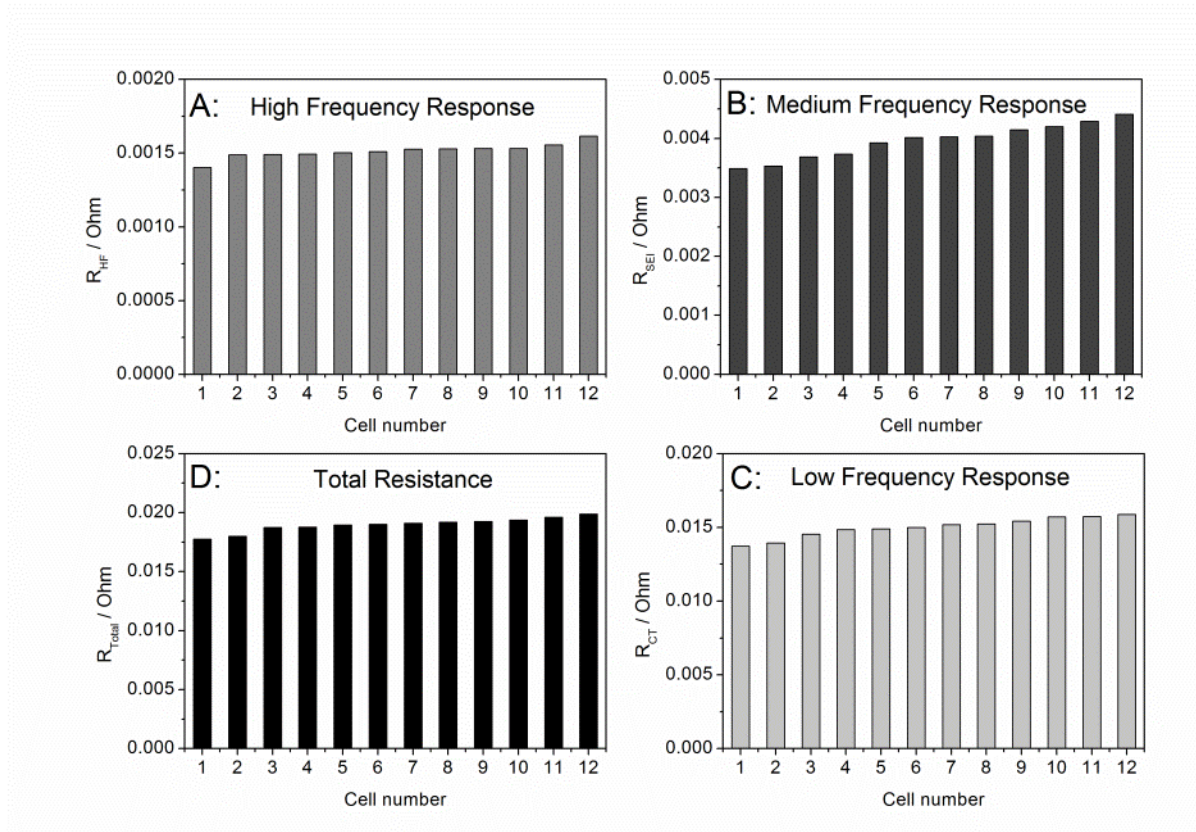 A: High Frequency Response
0.0020
0.0015
0.0010
0.0005
0.0000
R_HF / Ohm
1 2 3 4 5 6 7 8 9 10 11 12
Cell number
B: Medium Frequency Response
0.005
0.004
0.003
0.002
0.001
0.000
R_SEI / Ohm
1 2 3 4 5 6 7 8 9 10 11 12
Cell number
D: Total Resistance
0.025
0.020
0.015
0.010
0.005
0.000
R_Total / Ohm
1 2 3 4 5 6 7 8 9 10 11 12
Cell number
C: Low Frequency Response
0.020
0.015
0.010
0.005
0.000
R_CT / Ohm
1 2 3 4 5 6 7 8 9 10 11 12
Cell number